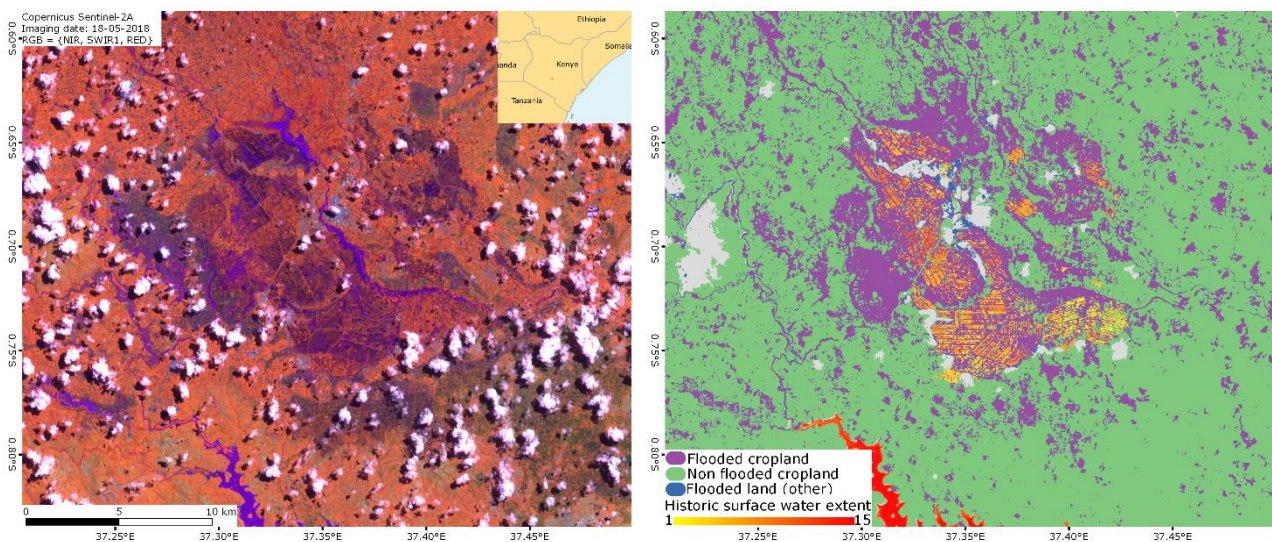 Copernicus Sentinel-2A
Imaging date: 18-05-2018
RGB = {NIR, SWIR1, RED}
Ethiopia
Somalia
anda
Kenya
Tanzania
0.60°S
0.65°S
0.70°S
0.75°S
0.80°S
0 5 10 km
37.25°E 37.30°E 37.35°E 37.40°E 37.45°E
0.60°S
0.65°S
0.70°S
0.75°S
0.80°S
Flooded cropland
Non flooded cropland
Flooded land (other)
Historic surface water extent
1 15
37.25°E 37.30°E 37.35°E 37.40°E 37.45°E